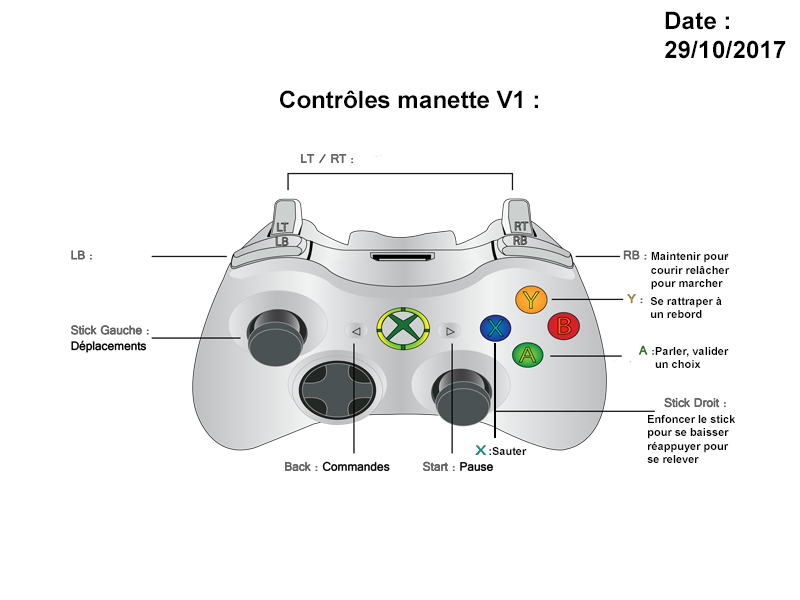 Date :
29/10/2017
Contrôles manette V1 :
LT / RT :
LT
RT
LB
RB
LB :
RB : Maintenir pour
courir relâcher
pour marcher
Y
Y : Se rattraper à
un rebord
X
B
A
Stick Gauche :
Déplacements
A :Parler, valider
un choix
Stick Droit :
Enfoncer le stick
pour se baisser
réappuyer pour
se relever
X :Sauter
Back : Commandes
Start : Pause